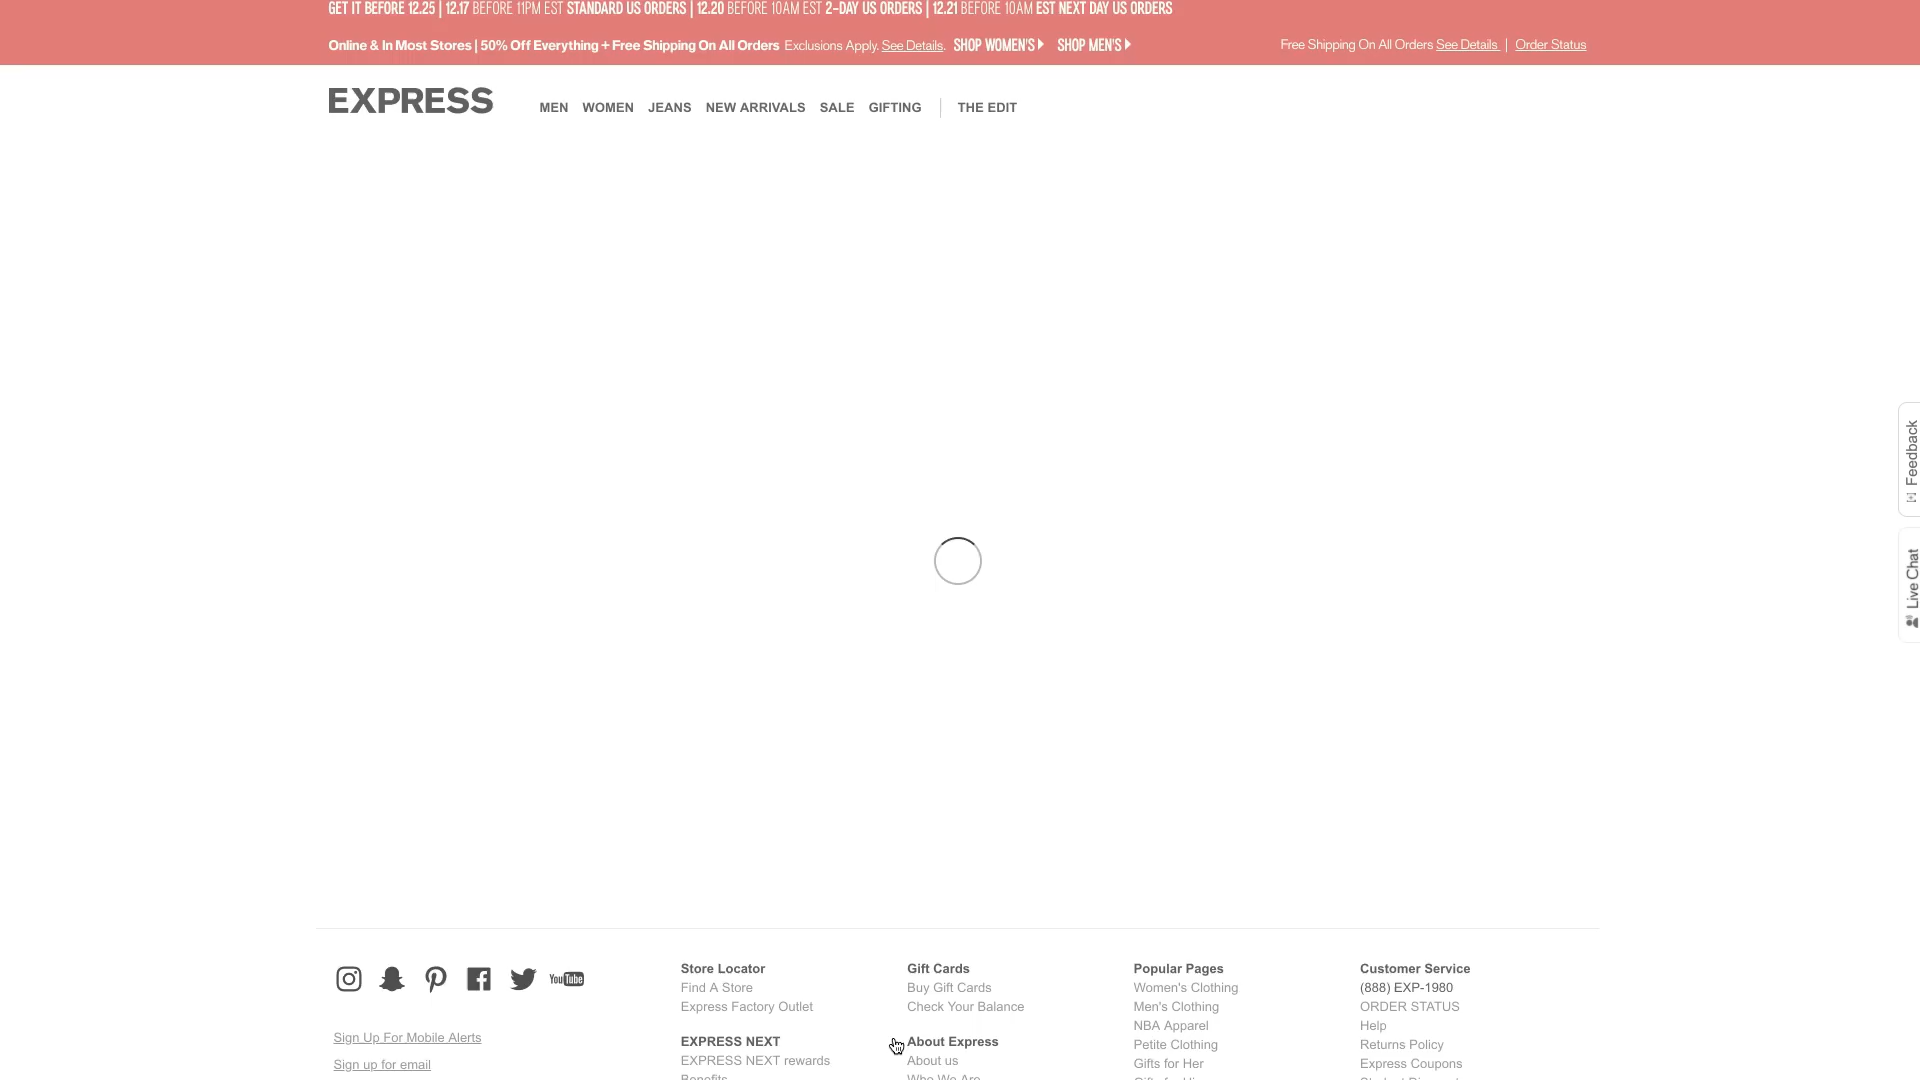 GET IT BEFORE 12.25 | 12.17 BEFORE 11PM EST STANDARD US ORDERS | 12.20 BEFORE 10AM EST 2-DAY US ORDERS | 12.21 BEFORE 10AM EST NEXT DAY US ORDERS
Online & In Most Stores | 50% Off Everything + Free Shipping On All Orders Exclusions Apply. See Details. SHOP WOMEN'S SHOP MEN'S
Free Shipping On All Orders See Details | Order Status
EXPRESS
MEN WOMEN JEANS NEW ARRIVALS SALE GIFTING | THE EDIT
Feedback
Live Chat
YouTube
Sign Up For Mobile Alerts
Sign up for email
Store Locator
Find A Store
Express Factory Outlet
EXPRESS NEXT
EXPRESS NEXT rewards
Benefits
Gift Cards
Buy Gift Cards
Check Your Balance
About Express
About us
Who We Are
Popular Pages
Women's Clothing
Men's Clothing
NBA Apparel
Petite Clothing
Gifts for Her
Customer Service
(888) EXP-1980
ORDER STATUS
Help
Returns Policy
Express Coupons